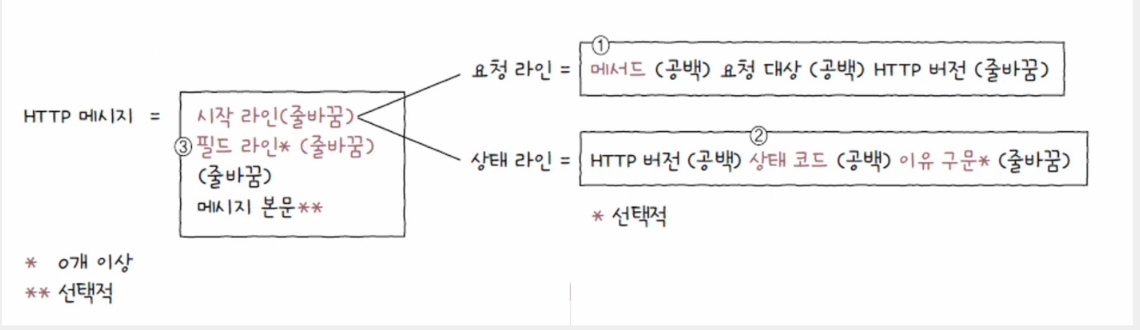 ①
요청 라인 = 메서드 (공백) 요청 대상 (공백) HTTP 버전 (줄바꿈)
HTTP 메시지 = 시작 라인(줄바꿈)
③ 필드 라인* (줄바꿈)
(줄바꿈)
메시지 본문**
②
상태 라인 = HTTP 버전 (공백) 상태 코드 (공백) 이유 구문* (줄바꿈)
* 선택적
* 0개 이상
** 선택적